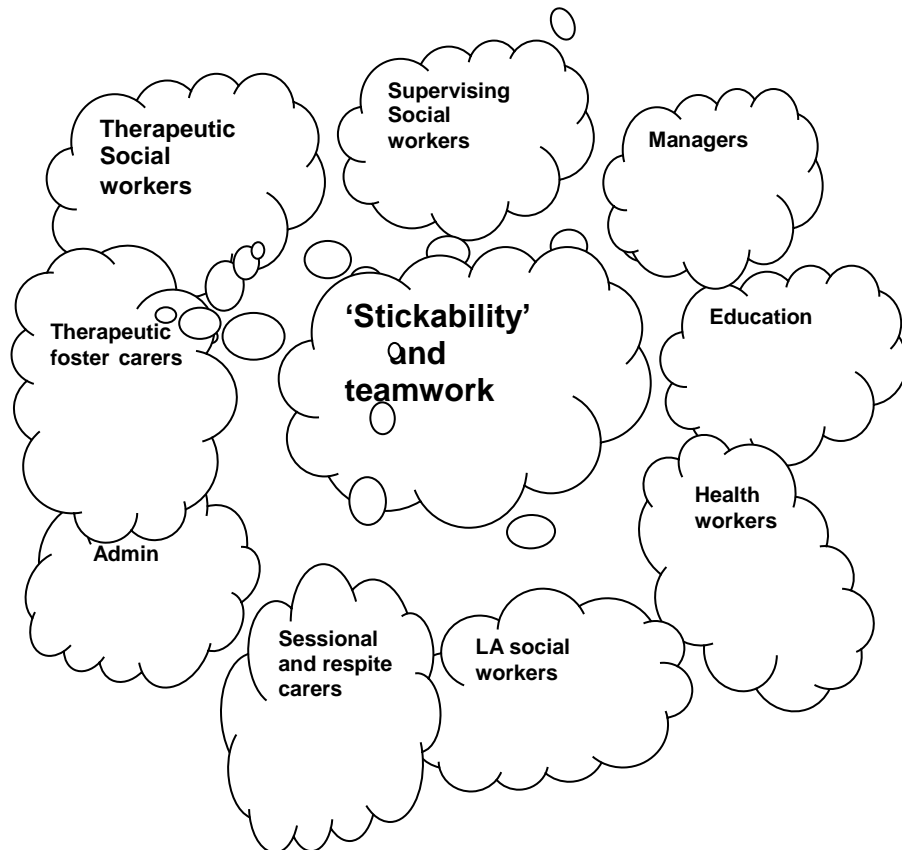 Therapeutic
Social
workers
Supervising
Social
workers
Managers
Therapeutic
foster carers
‘Stickability’
and
teamwork
Education
Health
workers
Admin
Sessional
and respite
carers
LA social
workers